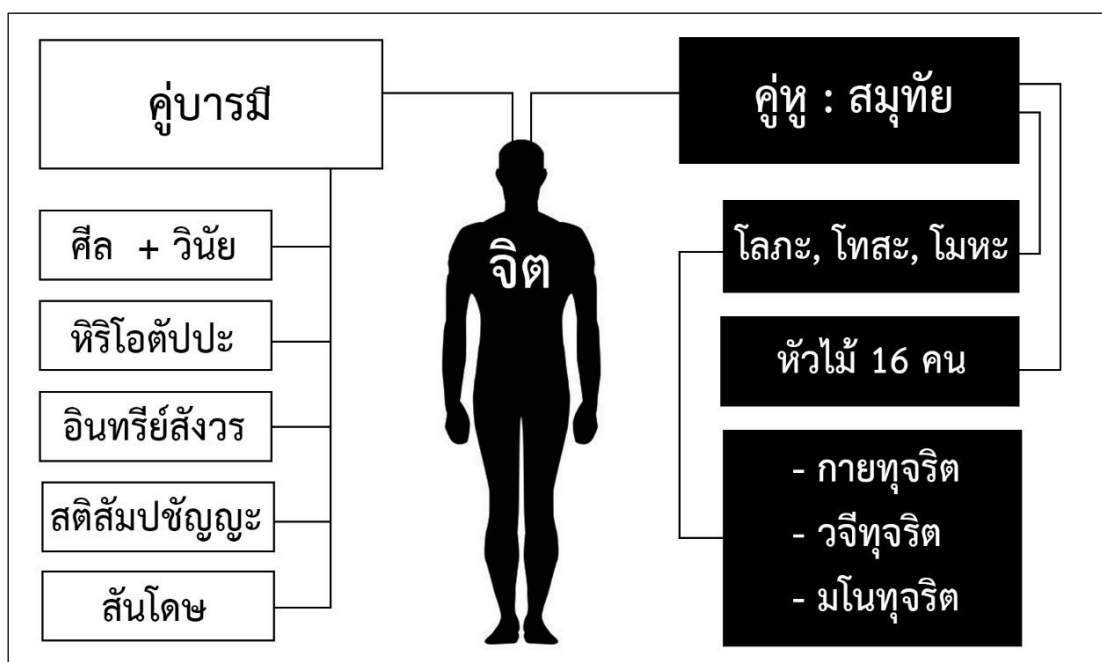 คู่บารมี
ศีล + วินัย
หิริโอตัปปะ
อินทรีย์สังวร
สติสัมปชัญญะ
สันโดษ
จิต
คู่หู : สมุทัย
โลภะ, โทสะ, โมหะ
หัวไม้ 16 คน
- กายทุจริต
- วจีทุจริต
- มโนทุจริต